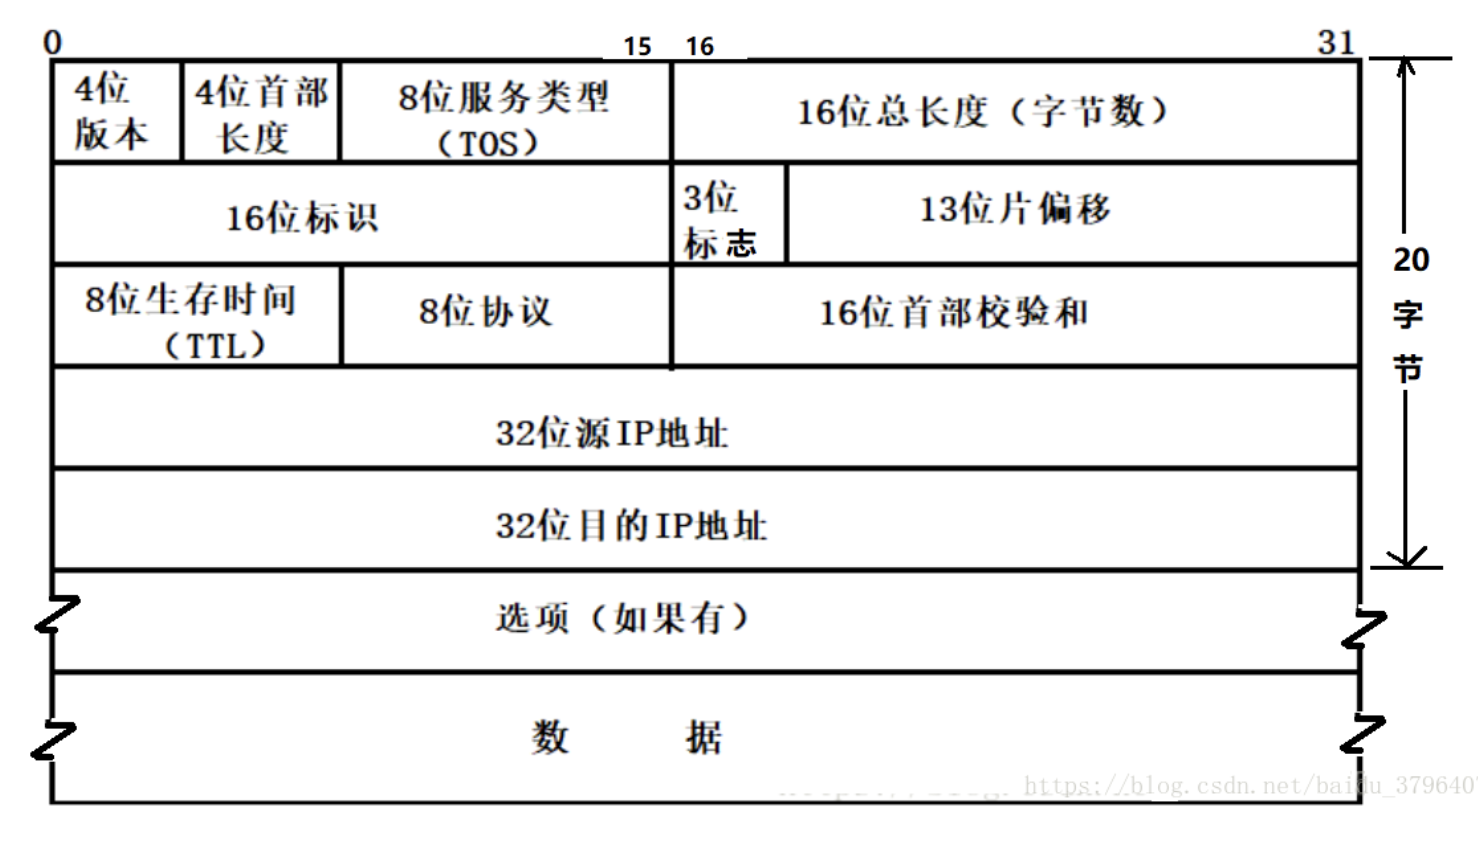 0 15 16 31
4位版本
4位首部长度
8位服务类型
（TOS）
16位总长度（字节数）
16位标识
3位标志
13位片偏移
8位生存时间
（TTL）
8位协议
16位首部校验和
32位源IP地址
32位目的IP地址
选项（如果有）
数 据
20字节
https://blog.csdn.net/baidu_379640